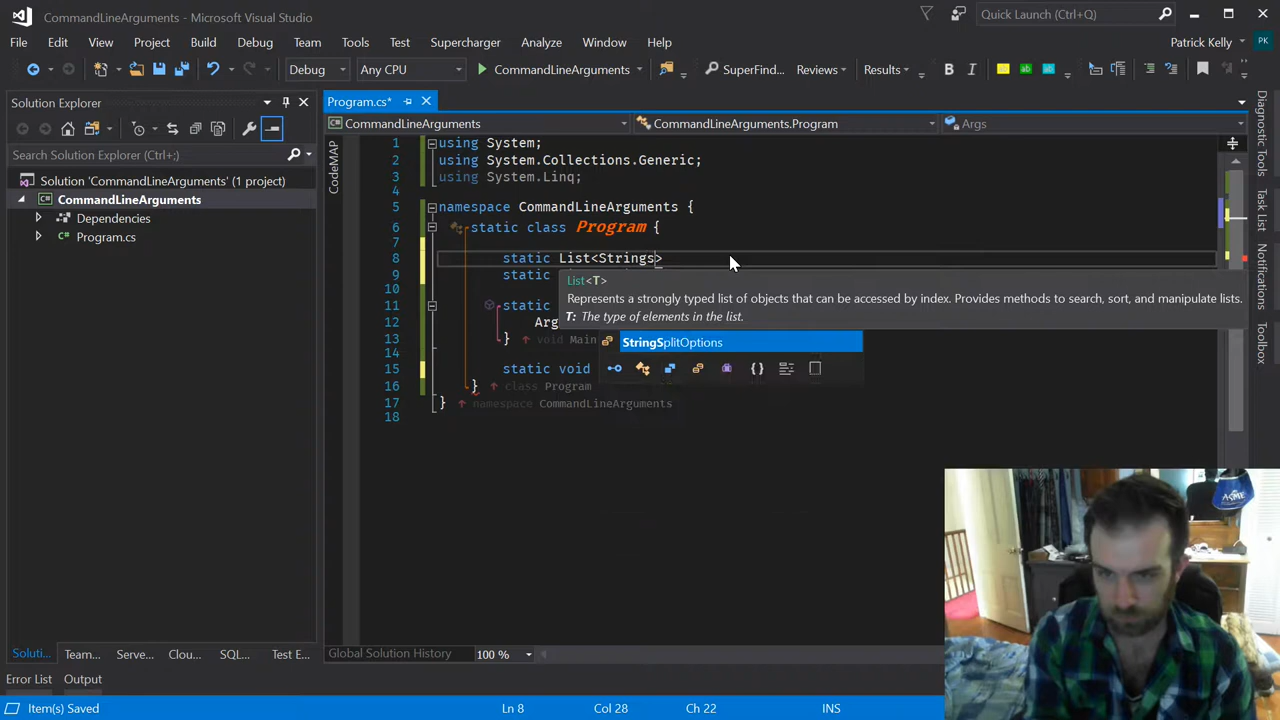 CommandLineArguments - Microsoft Visual Studio
Quick Launch (Ctrl+Q)
File Edit View Project Build Debug Team Tools Test Supercharger Analyze Window Help
Patrick Kelly PK
Debug Any CPU CommandLineArguments SuperFind... Reviews Results
Solution Explorer
Program.cs*
CommandLineArguments CommandLineArguments.Program Args
Search Solution Explorer (Ctrl+;)
Solution 'CommandLineArguments' (1 project)
CommandLineArguments
Dependencies
Program.cs
CodeMAP
1 using System;
2 using System.Collections.Generic;
3 using System.Linq;
4
5 namespace CommandLineArguments {
6 static class Program {
7
8 static List<Strings>
9 static
List<T>
10
Represents a strongly typed list of objects that can be accessed by index. Provides methods to search, sort, and manipulate lists.
11 static
T: The type of elements in the list.
12 Arg
13 } void Main
StringSplitOptions
14
15 static void
16 } class Program
17 } namespace CommandLineArguments
18
Diagnostic Tools
Task List
Properties
Global Solution History
100 %
Soluti... Team... Serve... Clou... SQL... Test E...
Error List Output
Item(s) Saved Ln 8 Col 28 Ch 22 INS
ACME